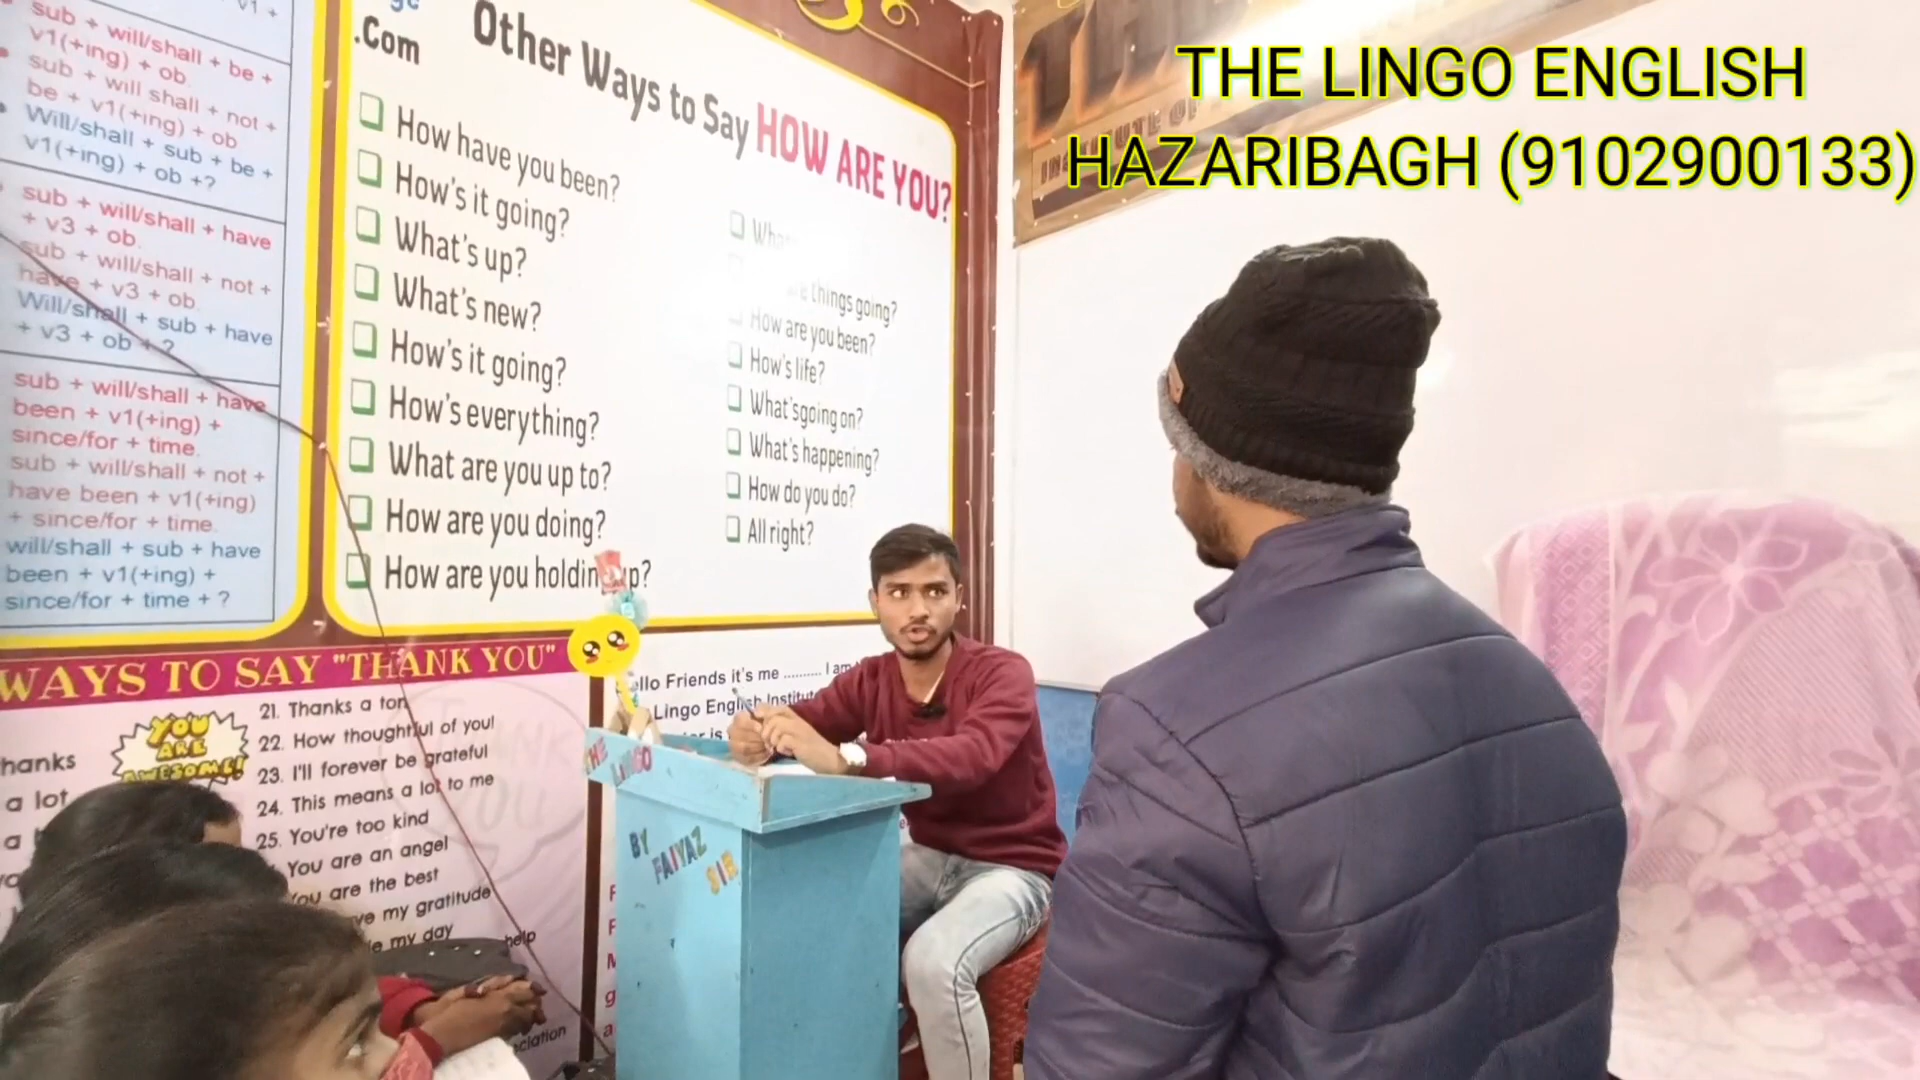 THE LINGO ENGLISH
HAZARIBAGH (9102900133)
sub + will/shall + be +
v1(+ing) + ob.
sub + will shall + not +
be + v1(+ing) + ob
Will/shall + sub + be +
v1(+ing) + ob +?
sub + will/shall + have
+ v3 + ob.
sub + will/shall + not +
have + v3 + ob.
Will/shall + sub + have
+ v3 + ob + ?
sub + will/shall + have
been + v1(+ing) +
since/for + time.
sub + will/shall + not +
have been + v1(+ing)
+ since/for + time.
will/shall + sub + have
been + v1(+ing) +
since/for + time + ?
.Com
Other Ways to Say HOW ARE YOU?
How have you been?
How's it going?
What's up?
What's new?
How's it going?
How's everything?
What are you up to?
How are you doing?
How are you holding up?
things going?
How are you been?
How's life?
What'sgoing on?
What's happening?
How do you do?
All right?
WAYS TO SAY "THANK YOU"
YOU
ARE
AWESOME!
hanks
a lot
a
21. Thanks a ton
22. How thoughtful of you!
23. I'll forever be grateful
24. This means a lot to me
25. You're too kind
You are an angel
You are the best
my gratitude
my day
help
Friends it's me .......... I am
Lingo English
is
THE
LINGO
BY
FAIYAZ
SIR